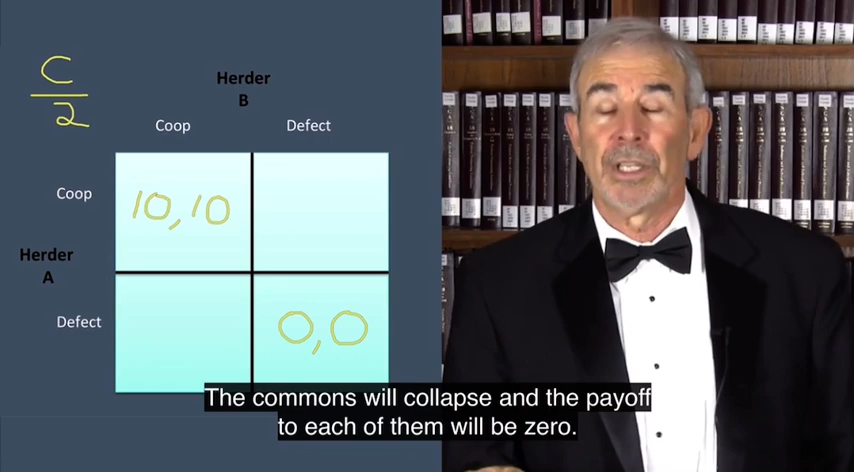 C
2
Herder
B
Coop
Defect
Coop
10,10
Herder
A
Defect
0,0
The commons will collapse and the payoff
to each of them will be zero.